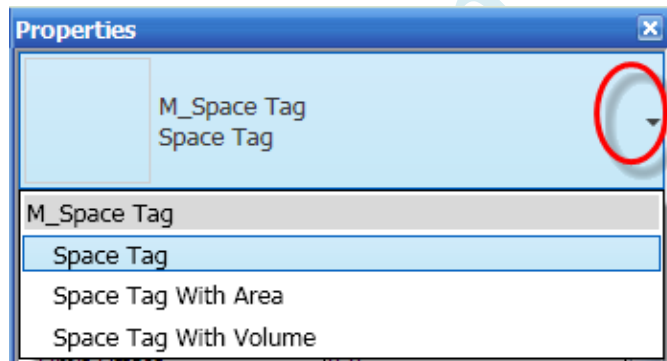 Properties
M_Space Tag
Space Tag
M_Space Tag
Space Tag
Space Tag With Area
Space Tag With Volume